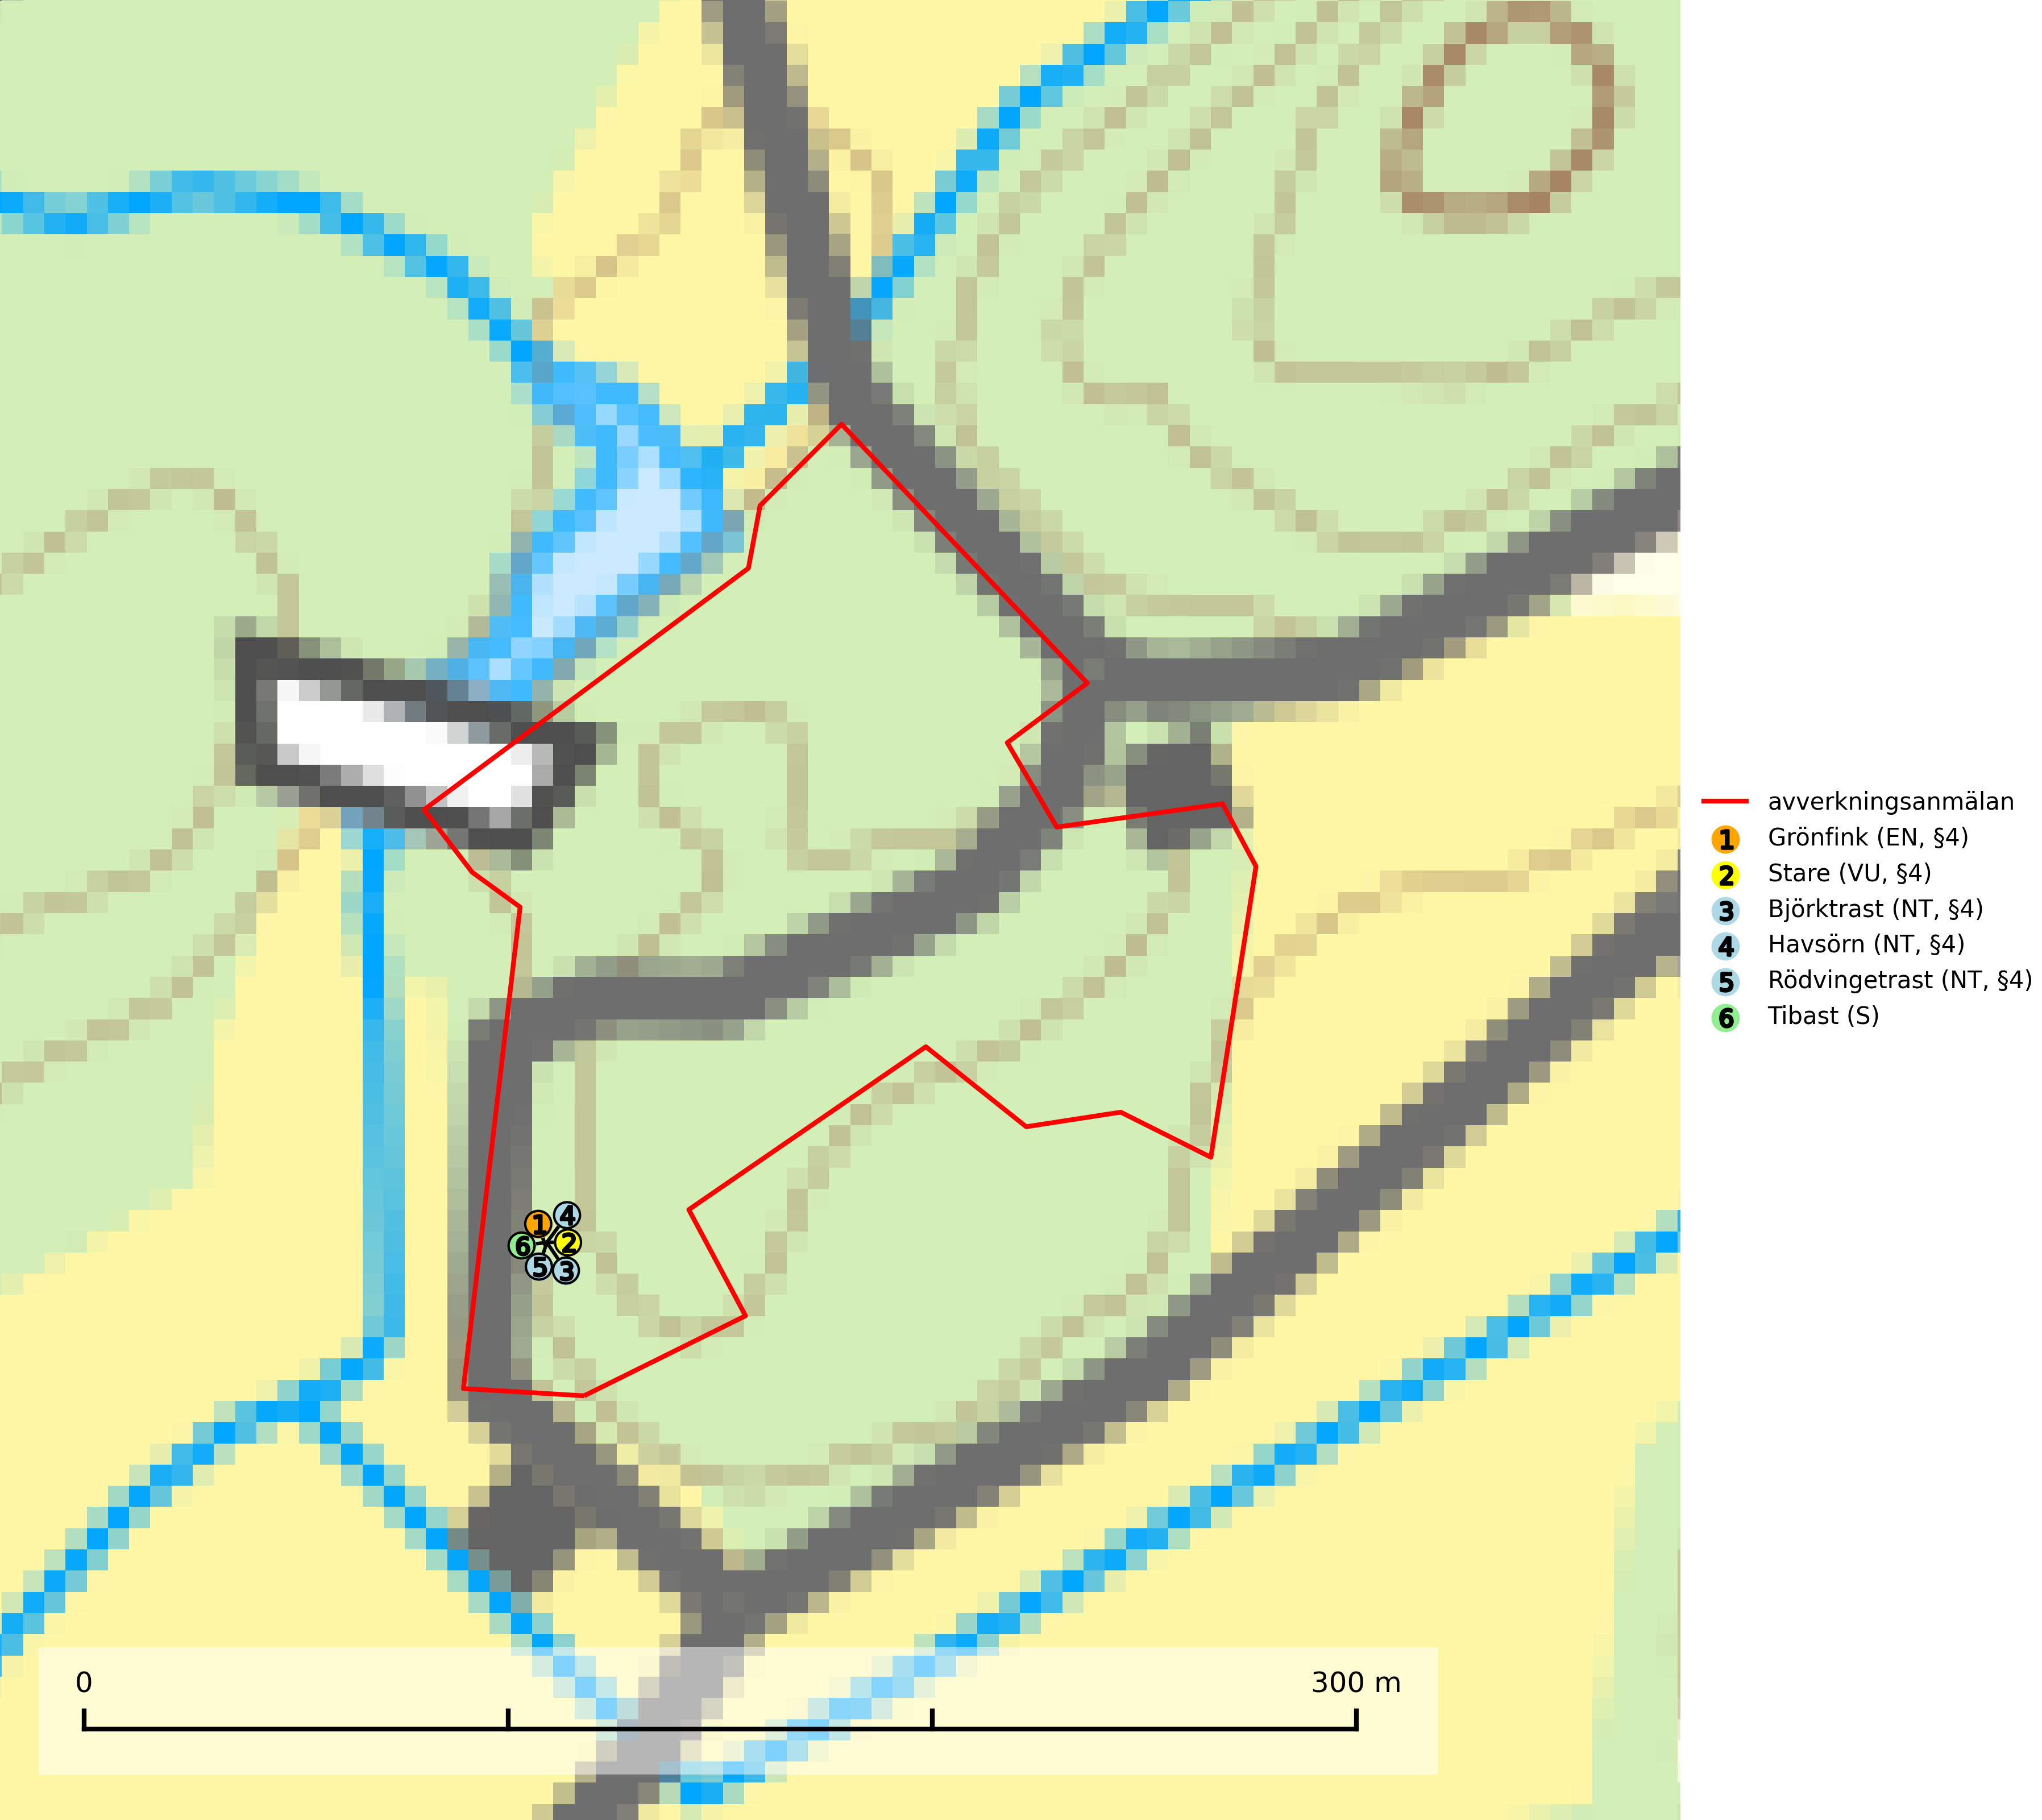 avverkningsanmälan
1 Grönfink (EN, §4)
2 Stare (VU, §4)
3 Björktrast (NT, §4)
4 Havsörn (NT, §4)
5 Rödvingetrast (NT, §4)
6 Tibast (S)
1 4
6 2
5 3
0 300 m